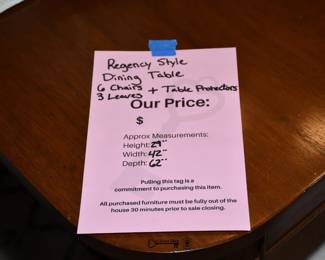 Regency Style
Dining Table
6 Chairs + Table Protectors
3 Leaves
Our Price:
$
Approx Measurements:
Height: 29"
Width: 42"
Depth: 62"
Pulling this tag is a
commitment to purchasing this item.
All purchased furniture must be fully out of the
house 30 minutes prior to sale closing.